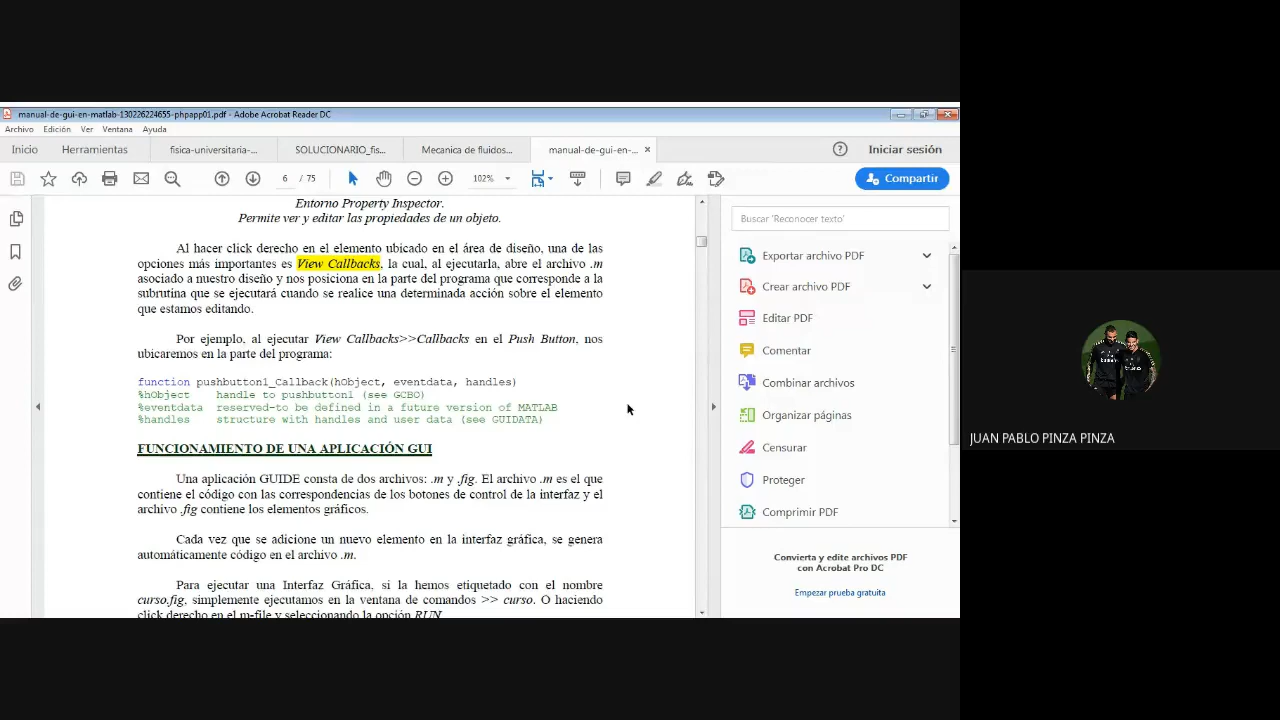 manual-de-gui-en-matlab-130226224655-phpapp01.pdf - Adobe Acrobat Reader DC
Archivo Edición Ver Ventana Ayuda
Inicio Herramientas fisica-universitaria-... SOLUCIONARIO_fis... Mecanica de fluidos... manual-de-gui-en-... × Iniciar sesión
6 / 75 102% Compartir
Entorno Property Inspector.
Permite ver y editar las propiedades de un objeto.
Al hacer click derecho en el elemento ubicado en el área de diseño, una de las
opciones más importantes es View Callbacks, la cual, al ejecutarla, abre el archivo .m
asociado a nuestro diseño y nos posiciona en la parte del programa que corresponde a la
subrutina que se ejecutará cuando se realice una determinada acción sobre el elemento
que estamos editando.
Por ejemplo, al ejecutar View Callbacks>>Callbacks en el Push Button, nos
ubicaremos en la parte del programa:
function pushbutton1_Callback(hObject, eventdata, handles)
%hObject handle to pushbutton1 (see GCBO)
%eventdata reserved-to be defined in a future version of MATLAB
%handles structure with handles and user data (see GUIDATA)
FUNCIONAMIENTO DE UNA APLICACIÓN GUI
Una aplicación GUIDE consta de dos archivos: .m y .fig. El archivo .m es el que
contiene el código con las correspondencias de los botones de control de la interfaz y el
archivo .fig contiene los elementos gráficos.
Cada vez que se adicione un nuevo elemento en la interfaz gráfica, se genera
automáticamente código en el archivo .m.
Para ejecutar una Interfaz Gráfica, si la hemos etiquetado con el nombre
curso.fig, simplemente ejecutamos en la ventana de comandos >> curso. O haciendo
click derecho en el m-file y seleccionando la opción RUN
Buscar 'Reconocer texto'
Exportar archivo PDF
Crear archivo PDF
Editar PDF
Comentar
Combinar archivos
Organizar páginas
Censurar
Proteger
Comprimir PDF
Convierta y edite archivos PDF
con Acrobat Pro DC
Empezar prueba gratuita
JUAN PABLO PINZA PINZA